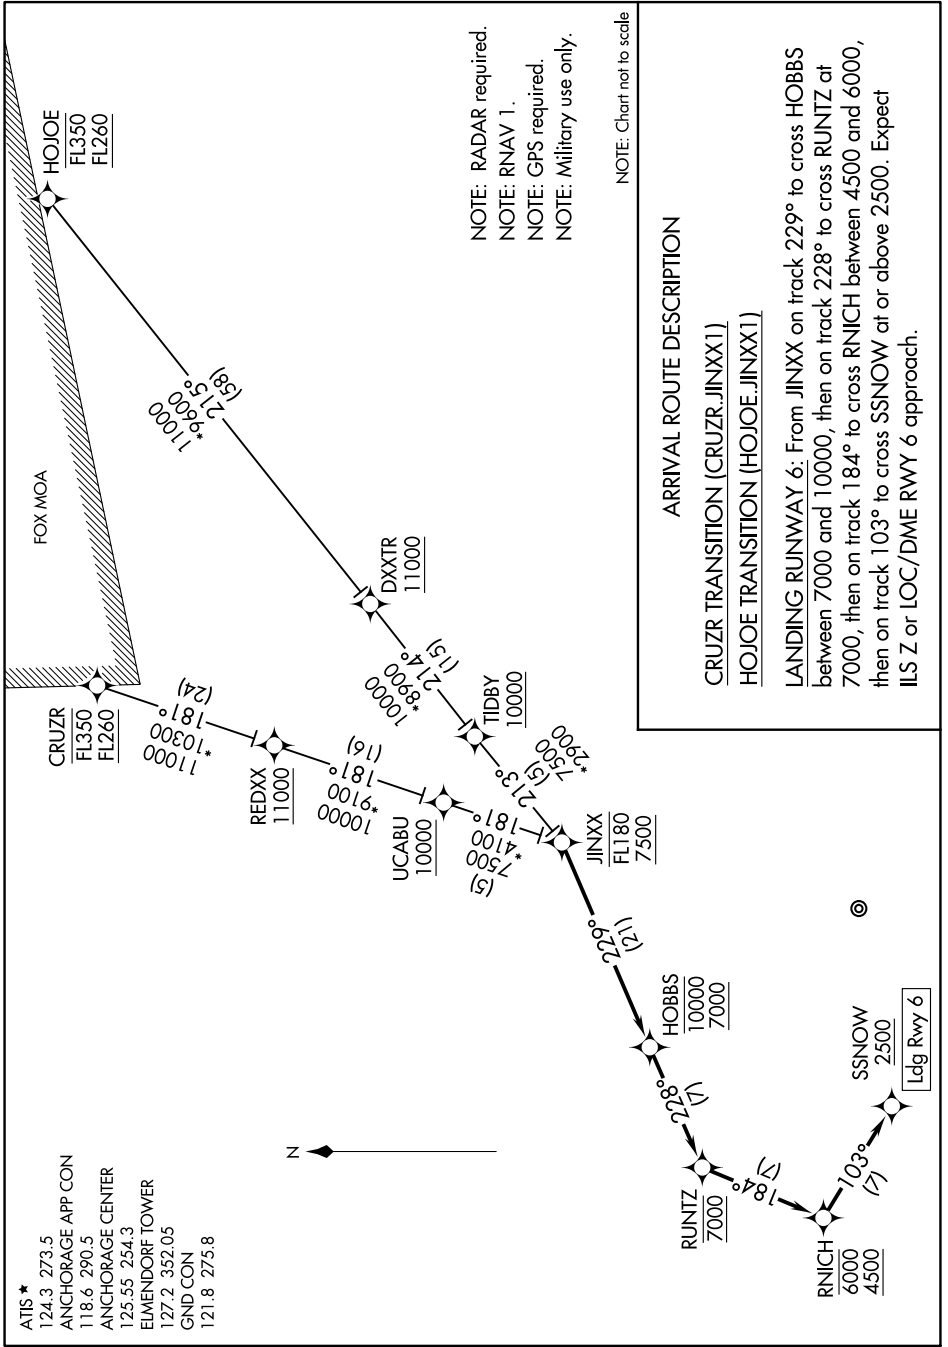 ATIS ★
124.3 273.5
ANCHORAGE APP CON
118.6 290.5
ANCHORAGE CENTER
125.55 254.3
ELMENDORF TOWER
127.2 352.05
GND CON
121.8 275.8
N
FOX MOA
CRUZR
FL350
FL260
HOJOE
FL350
FL260
11000
*10300
181°
(24)
REDXX
11000
10000
*9100
181°
(16)
UCABU
10000
(5)
7500
*4100
181°
11000
*9600
215°
(58)
DXXTR
11000
10000
*8900
214°
(15)
TIDBY
10000
213°
(5)
7500
*2900
JINXX
FL180
7500
229°
(21)
HOBBS
10000
7000
228°
(7)
RUNTZ
7000
184°
(7)
RNICH
6000
4500
103°
(7)
SSNOW
2500
Ldg Rwy 6
NOTE: RADAR required.
NOTE: RNAV 1.
NOTE: GPS required.
NOTE: Military use only.
NOTE: Chart not to scale
ARRIVAL ROUTE DESCRIPTION
CRUZR TRANSITION (CRUZR.JINXX1)
HOJOE TRANSITION (HOJOE.JINXX1)
LANDING RUNWAY 6: From JINXX on track 229° to cross HOBBS
between 7000 and 10000, then on track 228° to cross RUNTZ at
7000, then on track 184° to cross RNICH between 4500 and 6000,
then on track 103° to cross SSNOW at or above 2500. Expect
ILS Z or LOC/DME RWY 6 approach.